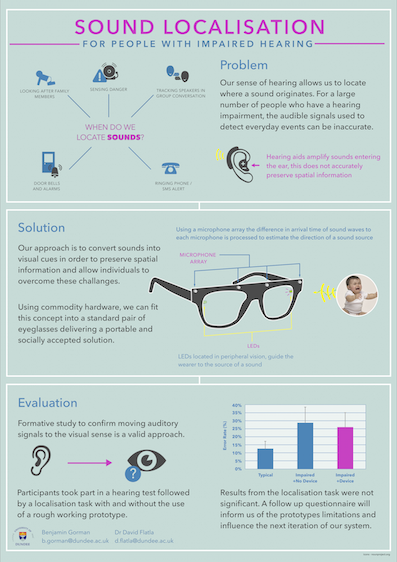 SOUND LOCALISATION
FOR PEOPLE WITH IMPAIRED HEARING
LOOKING AFTER FAMILY
MEMBERS
SENSING DANGER
TRACKING SPEAKERS IN
GROUP CONVERSATION
WHEN DO WE
LOCATE SOUNDS?
DOOR BELLS
AND ALARMS
RINGING PHONE /
SMS ALERT
Problem
Our sense of hearing allows us to locate
where a sound originates. For a large
number of people who have a hearing
impairment, the audible signals used to
detect everyday events can be inaccurate.
Hearing aids amplify sounds entering
the ear, this does not accurately
preserve spatial information
Solution
Our approach is to convert sounds into
visual cues in order to preserve spatial
information and allow individuals to
overcome these challanges.
Using commodity hardware, we can fit
this concept into a standard pair of
eyeglasses delivering a portable and
socially accepted solution.
Using a microphone array the difference in arrival time of sound waves to
each microphone is processed to estimate the direction of a sound source
MICROPHONE
ARRAY
LEDs
LEDs located in peripheral vision, guide the
wearer to the source of a sound
Evaluation
Formative study to confirm moving auditory
signals to the visual sense is a valid approach.
?
Participants took part in a hearing test followed
by a localisation task with and without the use
of a rough working prototype.
Error Rate (%)
40%
35%
30%
25%
20%
15%
10%
5%
0%
Typical
Impaired
+No Device
Impaired
+Device
Results from the localisation task were not
significant. A follow up questionnaire will
inform us of the prototypes limitations and
influence the next iteration of our system.
DUNDEE
Benjamin Gorman
b.gorman@dundee.ac.uk
Dr David Flatla
d.flatla@dundee.ac.uk